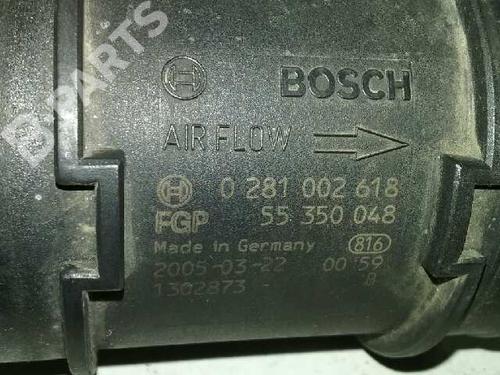 B-PARTS
BOSCH
AIR FLOW
0 281 002 618
FGP 55 350 048
Made in Germany 816
2005-03-22 00 59
1302873 B